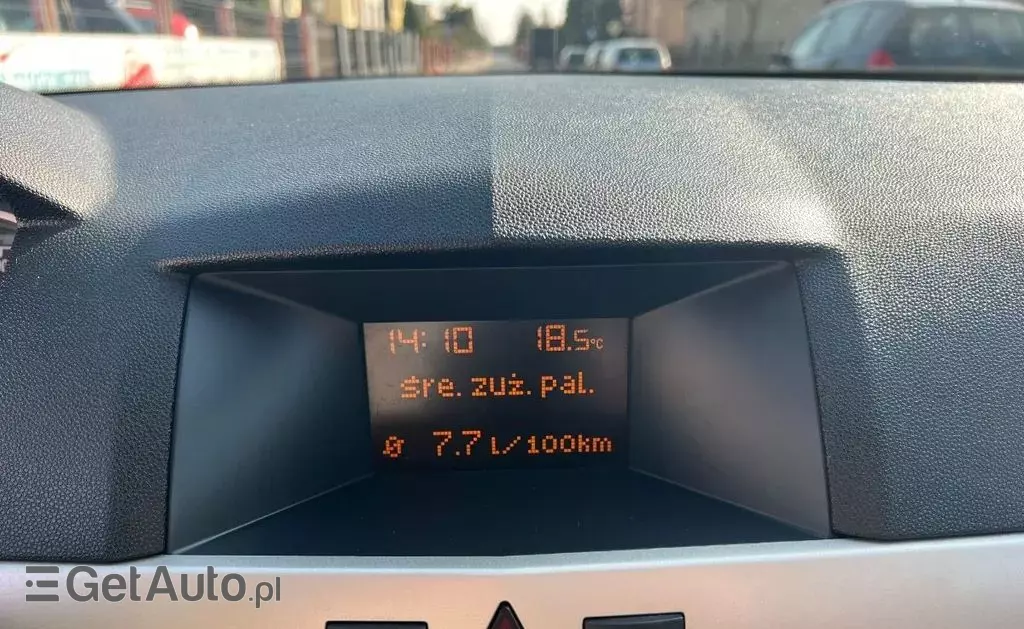 14:10 18.5°C
śre. zuż. pal.
Ø 7.7 l/100km
GetAuto.pl